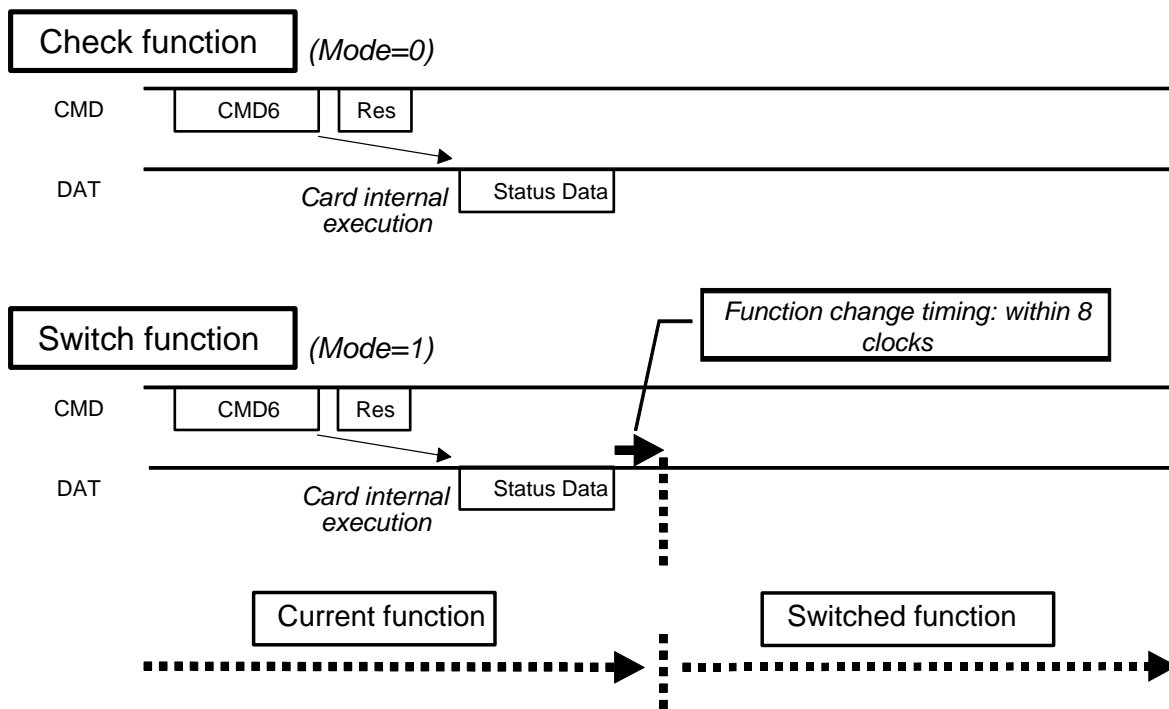 Check function
(Mode=0)
CMD
CMD6
Res
DAT
Card internal
execution
Status Data
Function change timing: within 8
clocks
Switch function
(Mode=1)
CMD
CMD6
Res
DAT
Card internal
execution
Status Data
Current function
Switched function